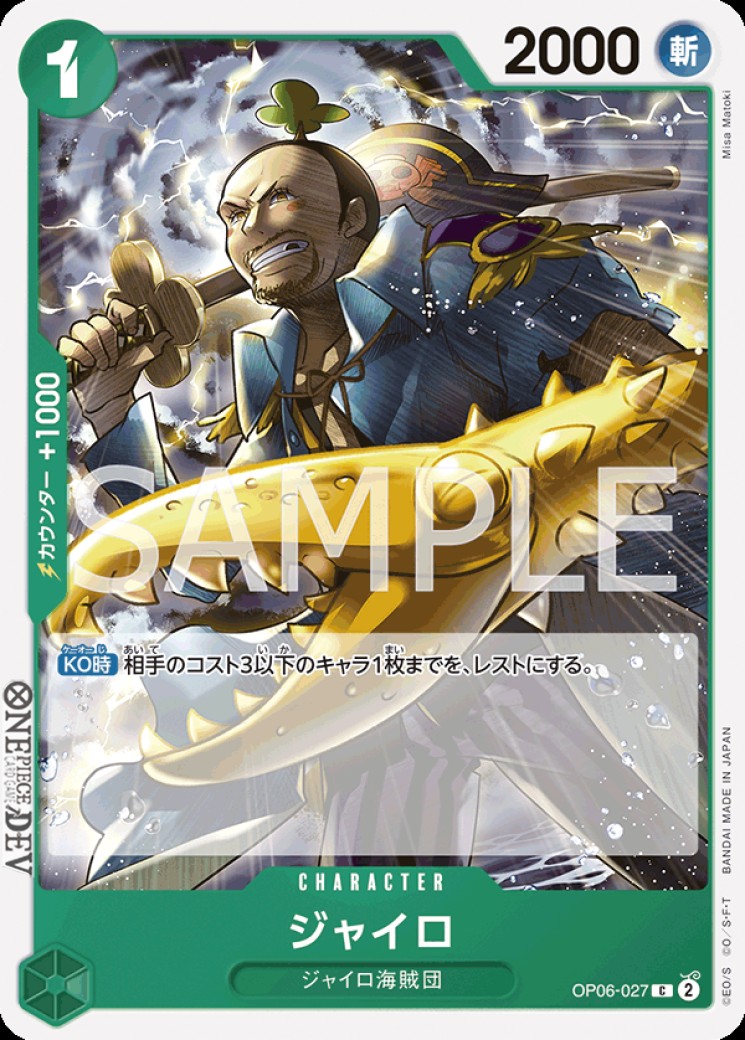 1
2000
斬
Misa Matoki
カウンター +1000
SAMPLE
KO時 相手のコスト3以下のキャラ1枚までを、レストにする。
ONE PIECE
CARD GAME
DEV
BANDAI MADE IN JAPAN
©EO/S ©O/S・F・T
CHARACTER
ジャイロ
ジャイロ海賊団
OP06-027 C 2